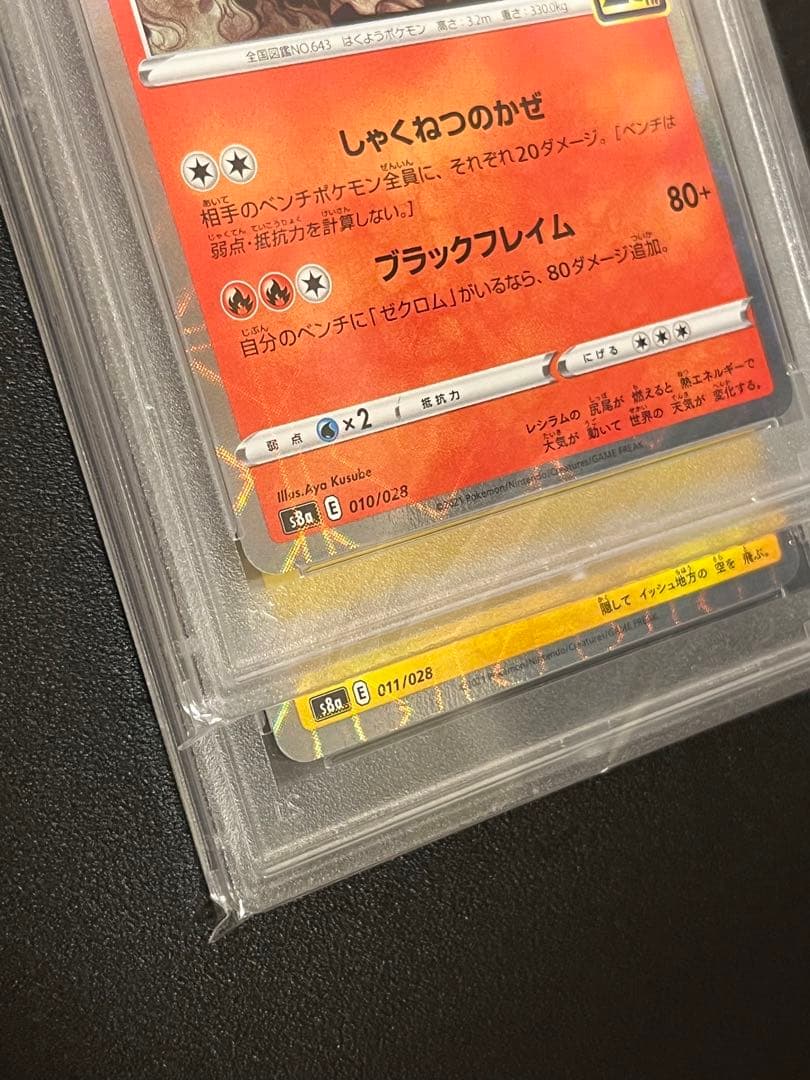 全国図鑑NO.643 はくようポケモン 高さ：3.2m 重さ：330.0kg
しゃくねつのかぜ
相手のベンチポケモン全員に、それぞれ20ダメージ。[ベンチは
弱点・抵抗力を計算しない。]
ブラックフレイム 80+
自分のベンチに「ゼクロム」がいるなら、80ダメージ追加。
弱点 ×2 抵抗力 にげる
レシラムの 尻尾が 燃えると 熱エネルギーで
大気が 動いて 世界の 天気が 変化する。
Illus.Aya Kusube
s8a E 010/028 ©2021 Pokémon/Nintendo/Creatures/GAME FREAK
隠して イッシュ地方の 空を 飛ぶ。
s8a E 011/028 2021 Pokémon/Nintendo/Creatures/GAME FREAK